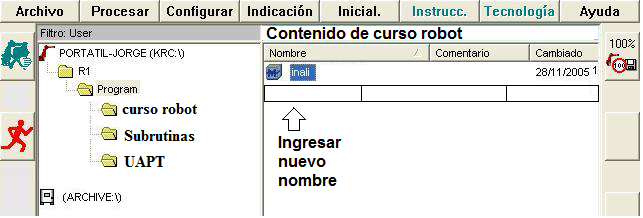 Archivo Procesar Configurar Indicación Inicial. Instrucc. Tecnología Ayuda
Filtro: User Contenido de curso robot
PORTATIL-JORGE (KRC:\) Nombre Comentario Cambiado
R1 inali 28/11/2005 1
Program
curso robot
Subrutinas
UAPT
(ARCHIVE:\)
Ingresar
nuevo
nombre
100%